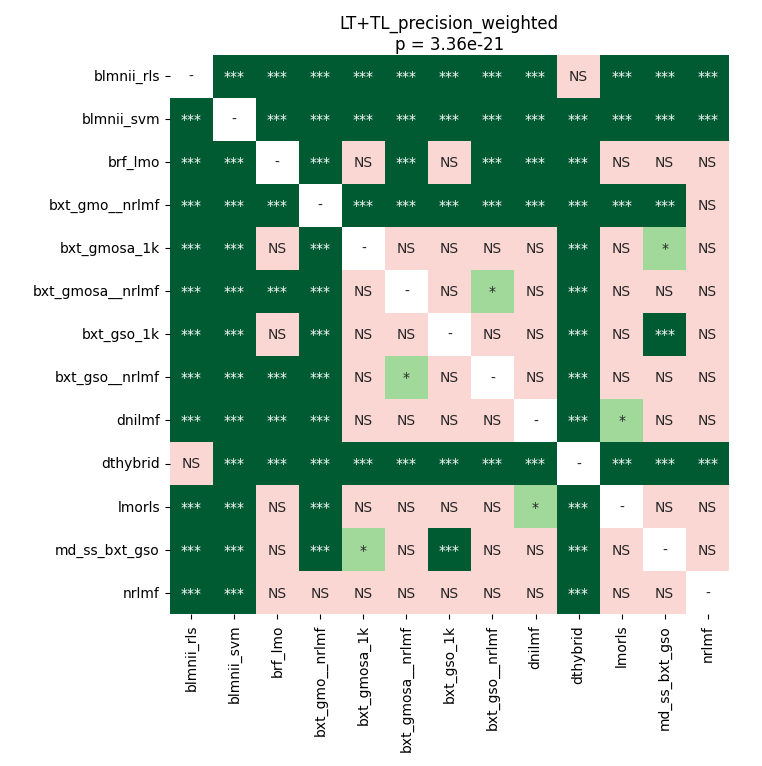 LT+TL_precision_weighted
p = 3.36e-21
blmnii_rls - *** *** *** *** *** *** *** *** NS *** *** ***
blmnii_svm *** - *** *** *** *** *** *** *** *** *** *** ***
brf_lmo *** *** - *** NS *** NS *** *** *** NS NS NS
bxt_gmo__nrlmf *** *** *** - *** *** *** *** *** *** *** *** NS
bxt_gmosa_1k *** *** NS *** - NS NS NS NS *** NS * NS
bxt_gmosa__nrlmf *** *** *** *** NS - NS * NS *** NS NS NS
bxt_gso_1k *** *** NS *** NS NS - NS NS *** NS *** NS
bxt_gso__nrlmf *** *** *** *** NS * NS - NS *** NS NS NS
dnilmf *** *** *** *** NS NS NS NS - *** * NS NS
dthybrid NS *** *** *** *** *** *** *** *** - *** *** ***
lmorls *** *** NS *** NS NS NS NS * *** - NS NS
md_ss_bxt_gso *** *** NS *** * NS *** NS NS *** NS - NS
nrlmf *** *** NS NS NS NS NS NS NS *** NS NS -
blmnii_rls
blmnii_svm
brf_lmo
bxt_gmo__nrlmf
bxt_gmosa_1k
bxt_gmosa__nrlmf
bxt_gso_1k
bxt_gso__nrlmf
dnilmf
dthybrid
lmorls
md_ss_bxt_gso
nrlmf